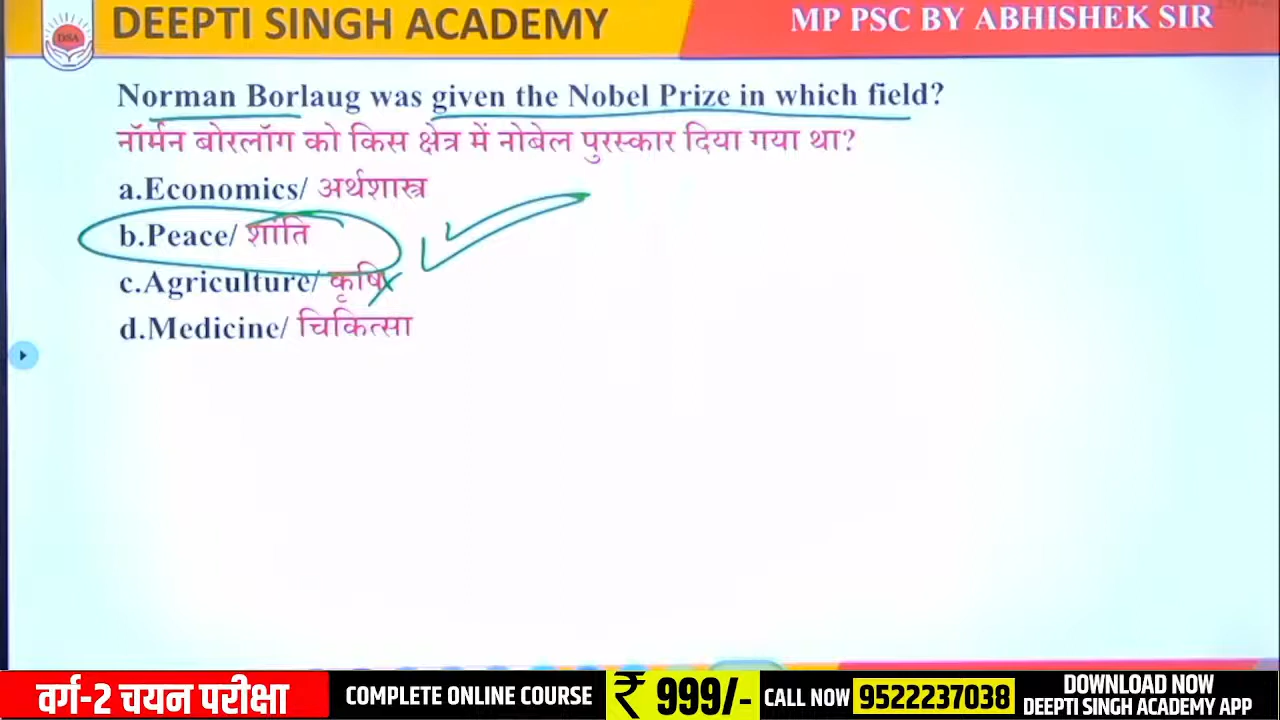 DSA
DEEPTI SINGH ACADEMY
MP PSC BY ABHISHEK SIR
Norman Borlaug was given the Nobel Prize in which field?
नॉर्मन बोरलॉग को किस क्षेत्र में नोबेल पुरस्कार दिया गया था?
a.Economics/ अर्थशास्त्र
b.Peace/ शांति
c.Agriculture/ कृषि
d.Medicine/ चिकित्सा
वर्ग-2 चयन परीक्षा
COMPLETE ONLINE COURSE
₹ 999/-
CALL NOW 9522237038
DOWNLOAD NOW
DEEPTI SINGH ACADEMY APP